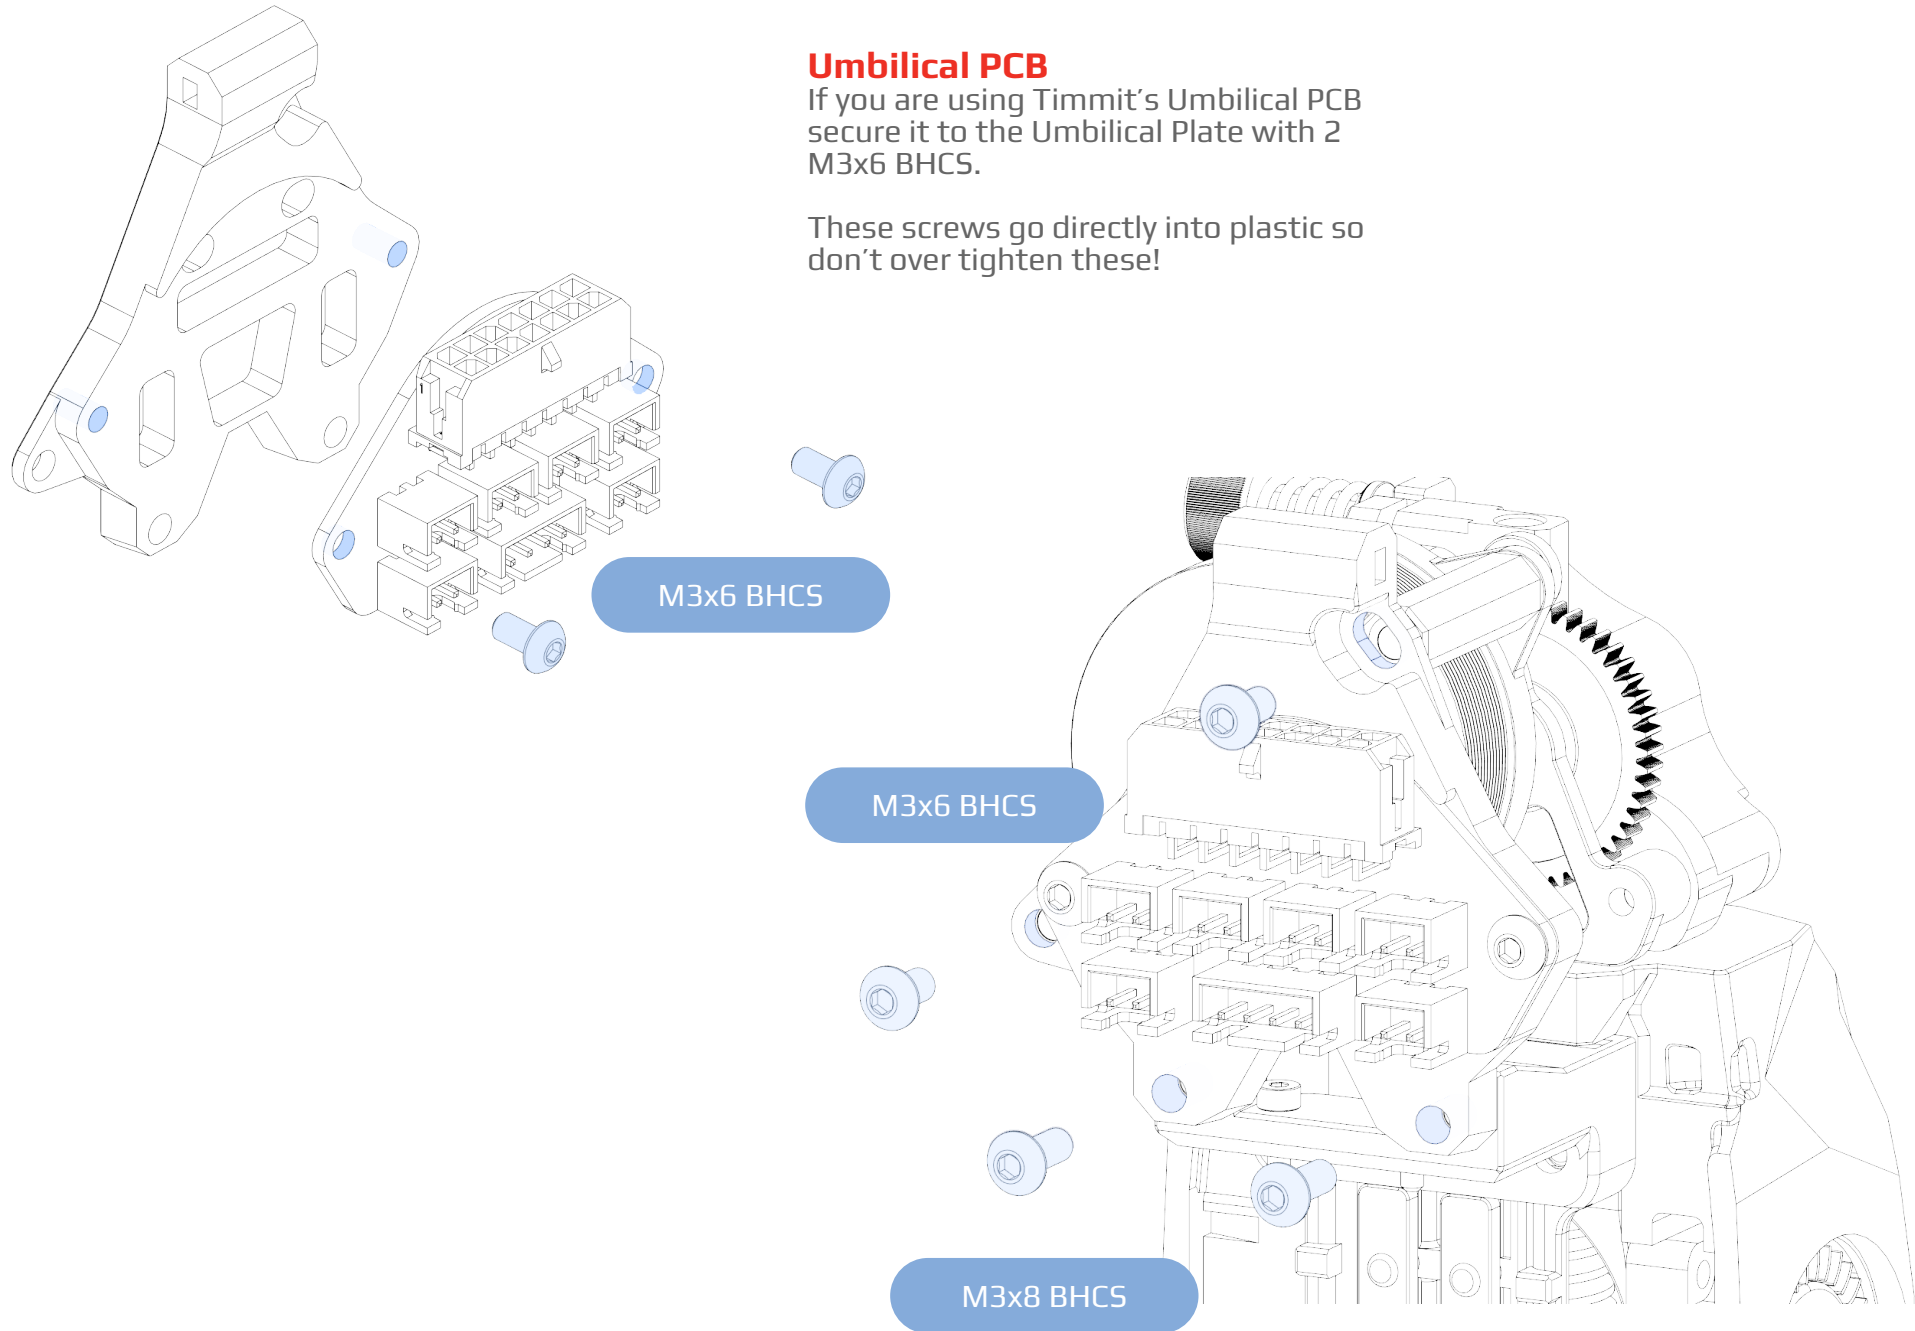 Umbilical PCB
If you are using Timmit’s Umbilical PCB
secure it to the Umbilical Plate with 2
M3x6 BHCS.
These screws go directly into plastic so
don’t over tighten these!
M3x6 BHCS
M3x6 BHCS
M3x8 BHCS